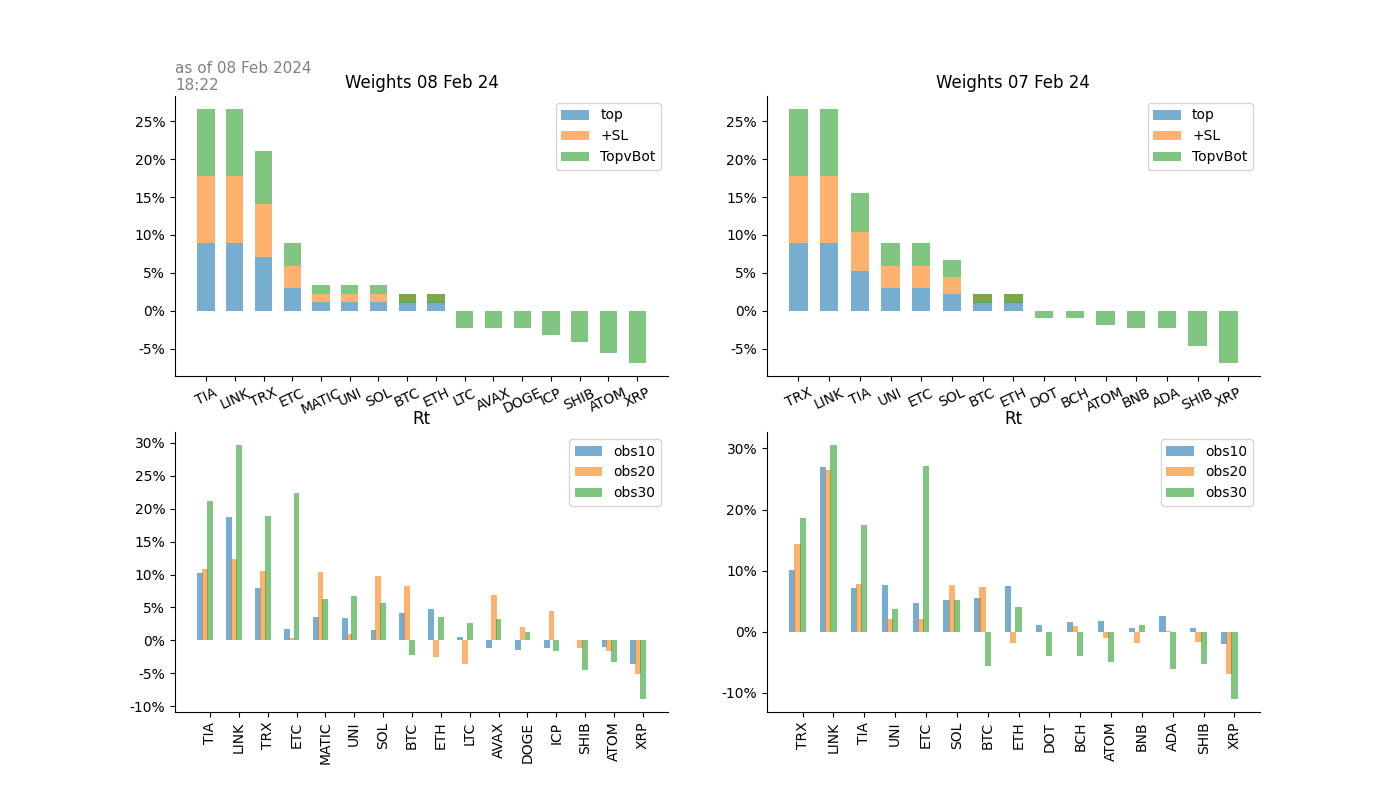 as of 08 Feb 2024
18:22
Weights 08 Feb 24
25%
20%
15%
10%
5%
0%
-5%
top
+SL
TopvBot
TIA LINK TRX ETC MATIC UNI SOL BTC ETH LTC AVAX DOGE ICP SHIB ATOM XRP
Weights 07 Feb 24
25%
20%
15%
10%
5%
0%
-5%
top
+SL
TopvBot
TRX LINK TIA UNI ETC SOL BTC ETH DOT BCH ATOM BNB ADA SHIB XRP
Rt
30%
25%
20%
15%
10%
5%
0%
-5%
-10%
obs10
obs20
obs30
TIA LINK TRX ETC MATIC UNI SOL BTC ETH LTC AVAX DOGE ICP SHIB ATOM XRP
Rt
30%
20%
10%
0%
-10%
obs10
obs20
obs30
TRX LINK TIA UNI ETC SOL BTC ETH DOT BCH ATOM BNB ADA SHIB XRP